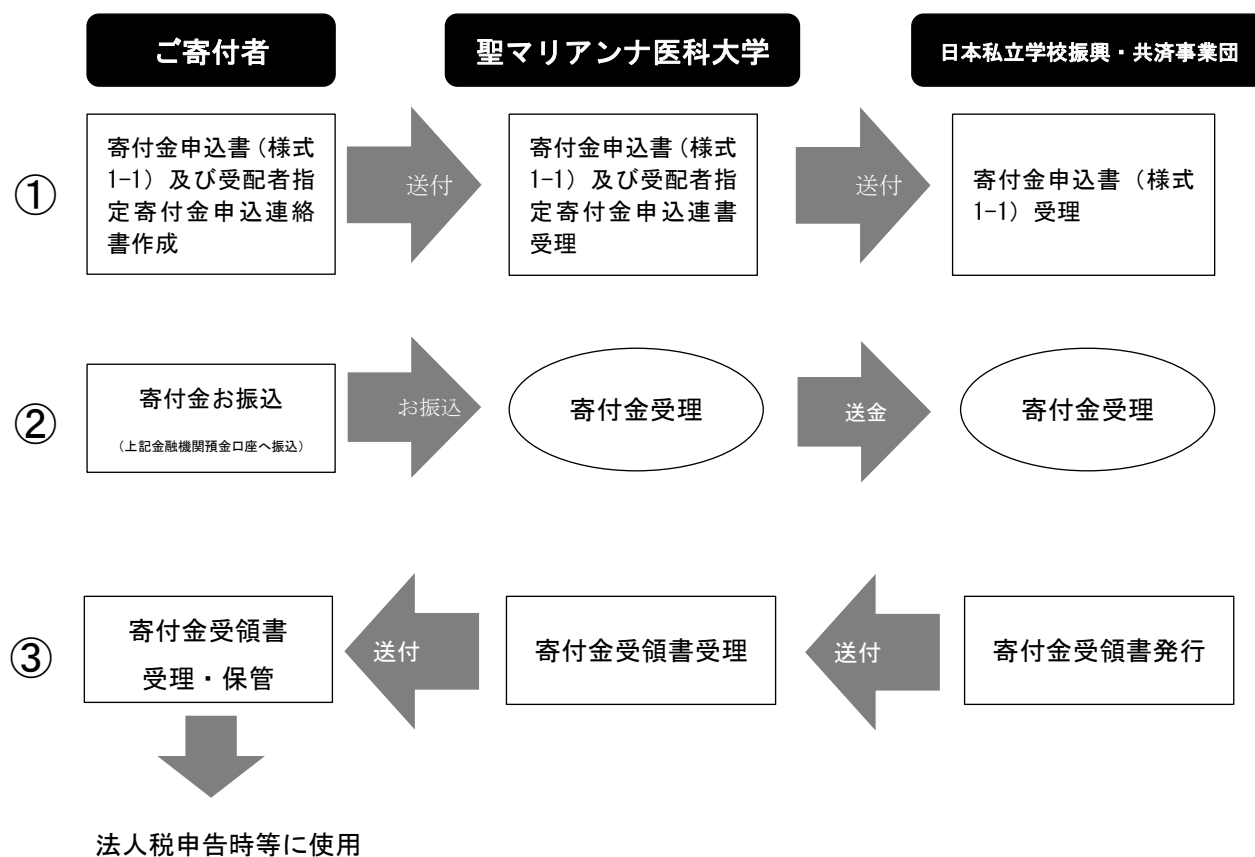 ご寄付者
聖マリアンナ医科大学
日本私立学校振興・共済事業団
①
寄付金申込書（様式
1-1）及び受配者指
定寄付金申込連絡
書作成
送付
寄付金申込書（様式
1-1）及び受配者指
定寄付金申込連書
受理
送付
寄付金申込書（様式
1-1）受理
②
寄付金お振込
（上記金融機関預金口座へ振込）
お振込
寄付金受理
送金
寄付金受理
③
寄付金受領書
受理・保管
送付
寄付金受領書受理
送付
寄付金受領書発行
法人税申告時等に使用